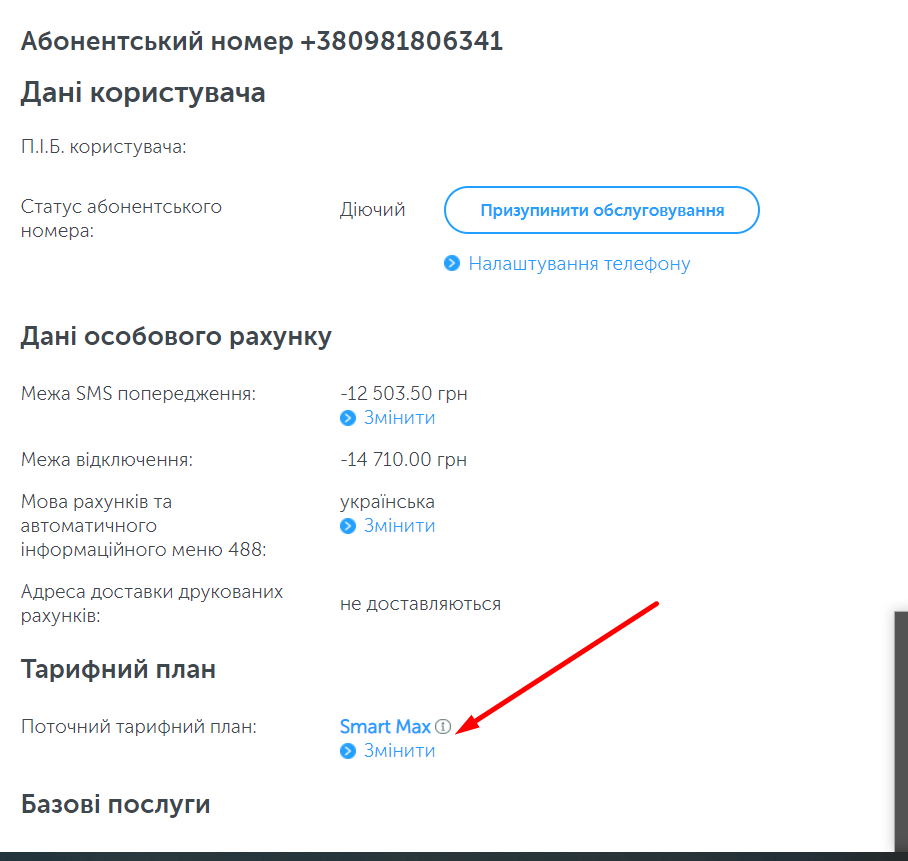 Абонентський номер +380981806341
Дані користувача
П.І.Б. користувача:
Статус абонентського
номера:
Діючий
Призупинити обслуговування
Налаштування телефону
Дані особового рахунку
Межа SMS попередження:
-12 503.50 грн
Змінити
Межа відключення:
-14 710.00 грн
Мова рахунків та
автоматичного
інформаційного меню 488:
українська
Змінити
Адреса доставки друкованих
рахунків:
не доставляються
Тарифний план
Поточний тарифний план:
Smart Max
Змінити
Базові послуги